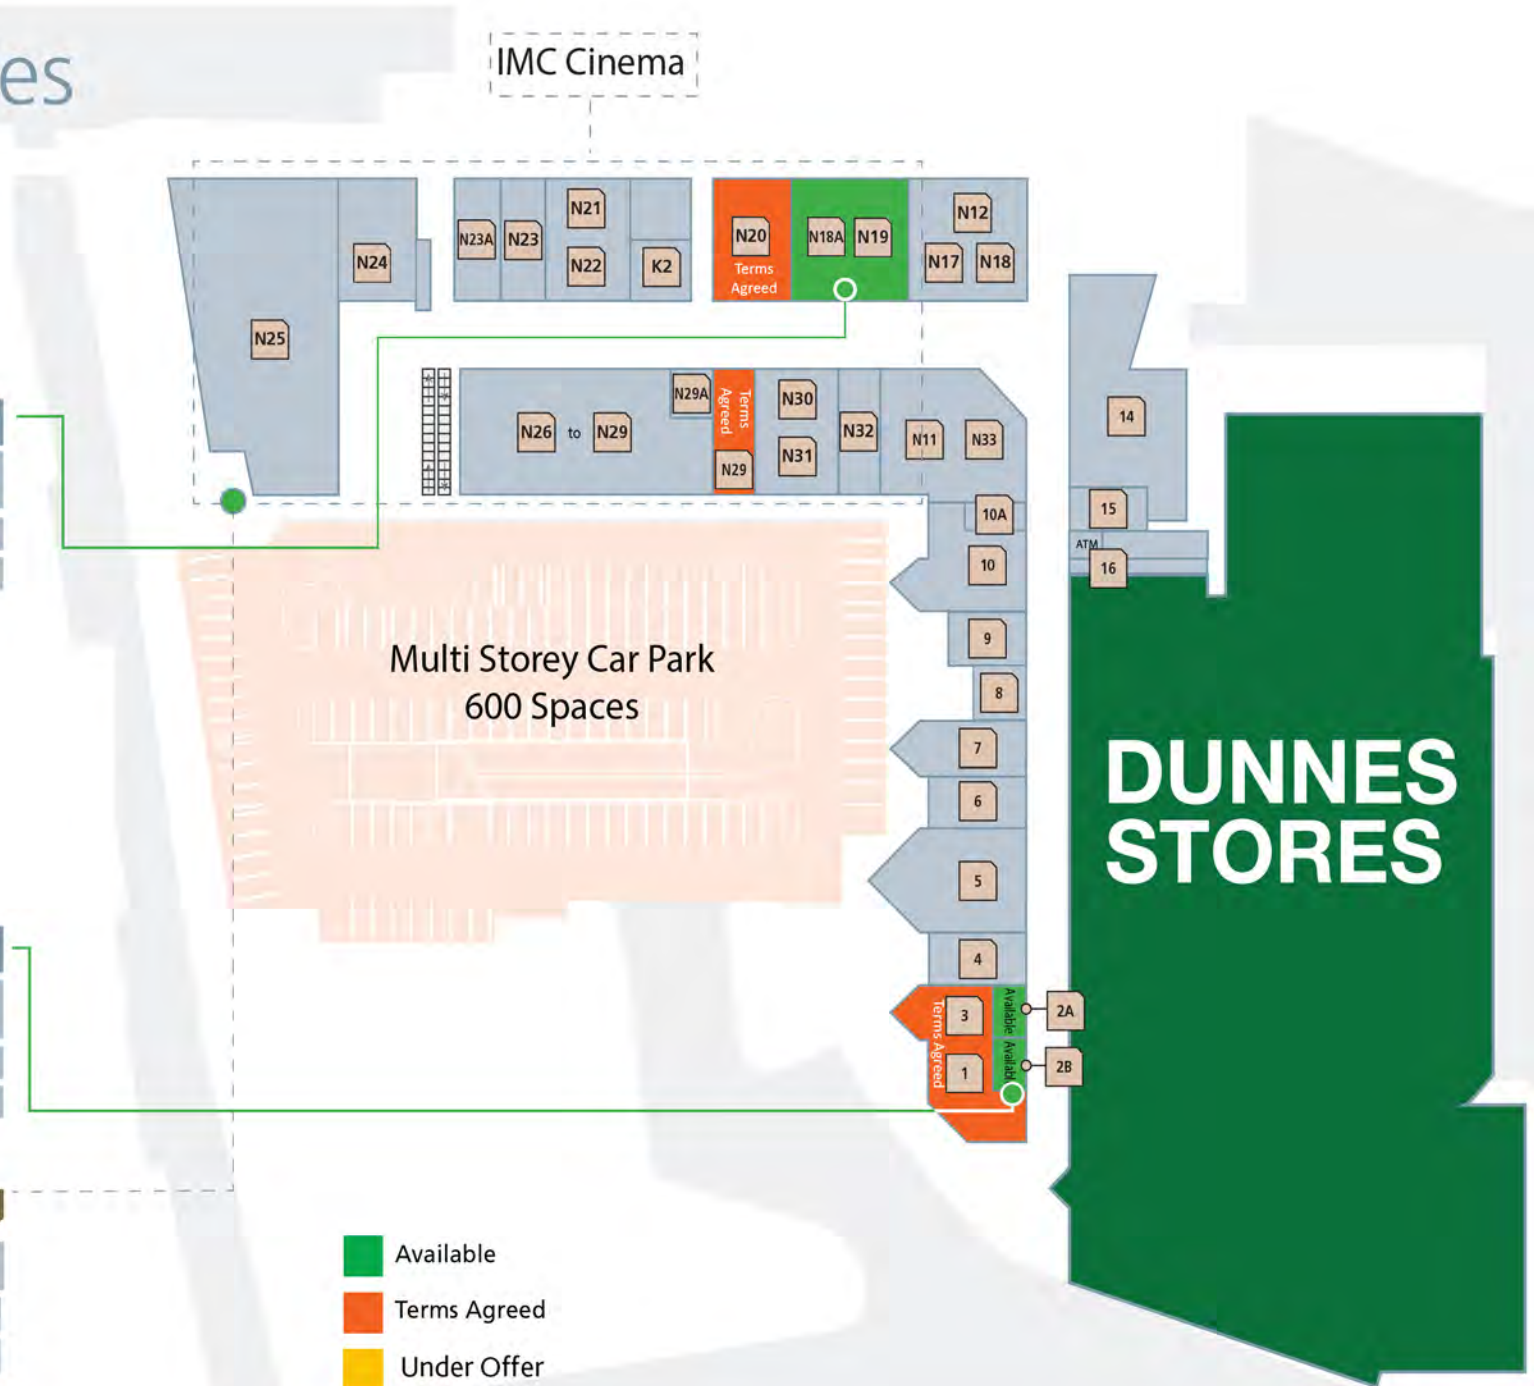 es
IMC Cinema
N21
N23A N23
N22
K2
N24
N25
N20
Terms
Agreed
N18A N19
N12
N17 N18
N26 to N29
N29A
Terms
Agreed
N29
N30
N31
N32
N11 N33
14
15
ATM
16
10A
10
9
8
7
6
5
4
3
1
Terms Agreed
Available
Availabl
2A
2B
Multi Storey Car Park
600 Spaces
DUNNES
STORES
Available
Terms Agreed
Under Offer